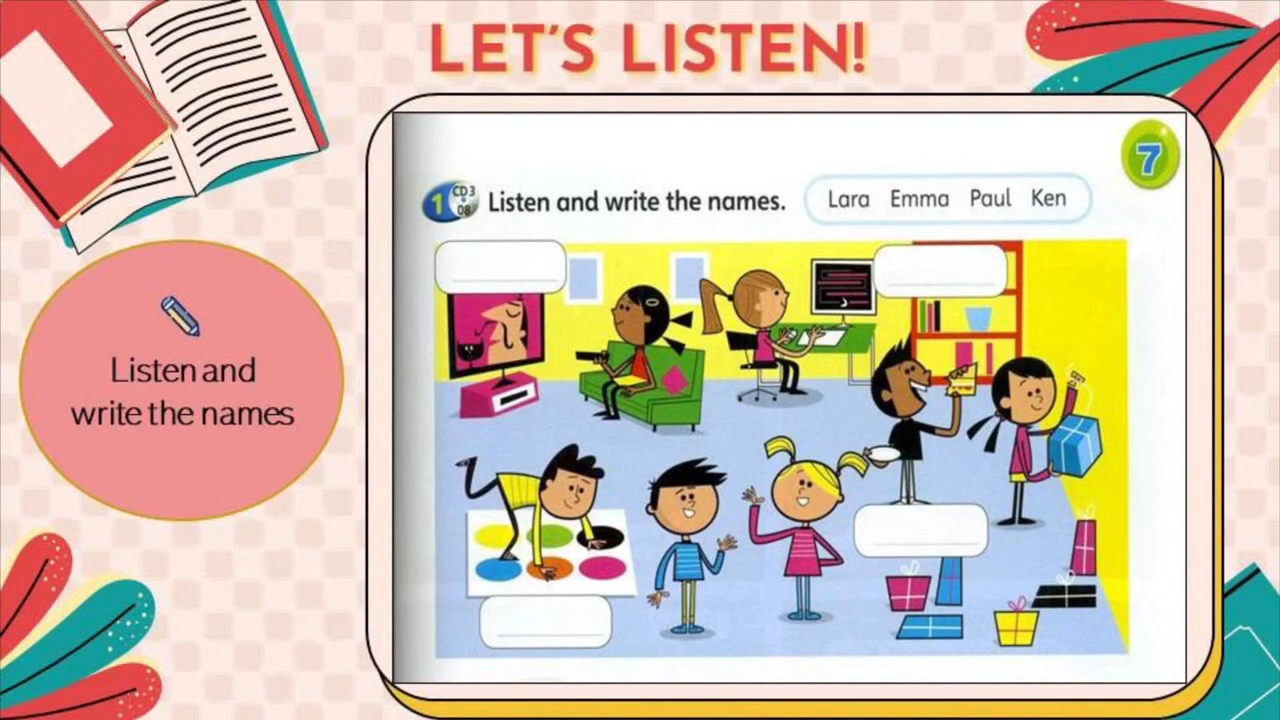 LET'S LISTEN!
7
1 CD3 08 Listen and write the names. Lara Emma Paul Ken
Listen and
write the names